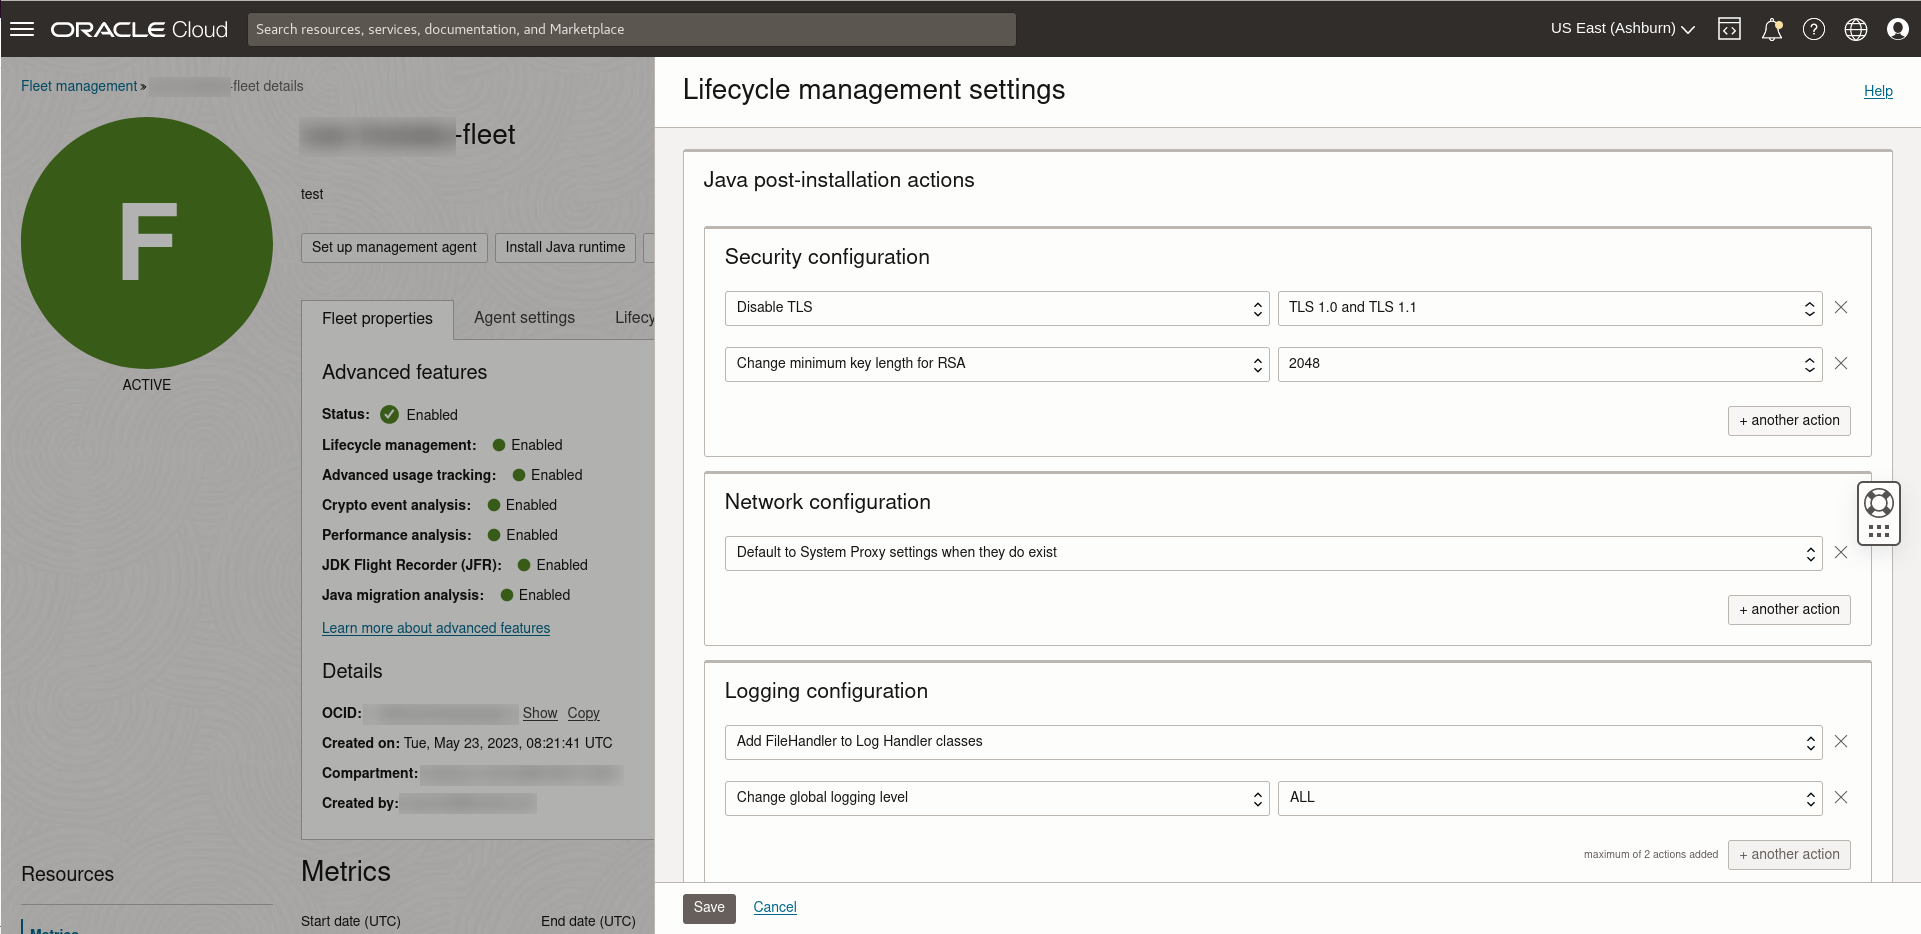 ORACLE Cloud
Search resources, services, documentation, and Marketplace
US East (Ashburn)
Fleet management » -fleet details
F
ACTIVE
-fleet
test
Set up management agent
Install Java runtime
Fleet properties
Agent settings
Lifecy
Advanced features
Status: Enabled
Lifecycle management: Enabled
Advanced usage tracking: Enabled
Crypto event analysis: Enabled
Performance analysis: Enabled
JDK Flight Recorder (JFR): Enabled
Java migration analysis: Enabled
Learn more about advanced features
Details
OCID: Show Copy
Created on: Tue, May 23, 2023, 08:21:41 UTC
Compartment:
Created by:
Resources
Metrics
Metrics
Start date (UTC)
End date (UTC)
Lifecycle management settings
Help
Java post-installation actions
Security configuration
Disable TLS
TLS 1.0 and TLS 1.1
Change minimum key length for RSA
2048
+ another action
Network configuration
Default to System Proxy settings when they do exist
+ another action
Logging configuration
Add FileHandler to Log Handler classes
Change global logging level
ALL
maximum of 2 actions added
+ another action
Save
Cancel